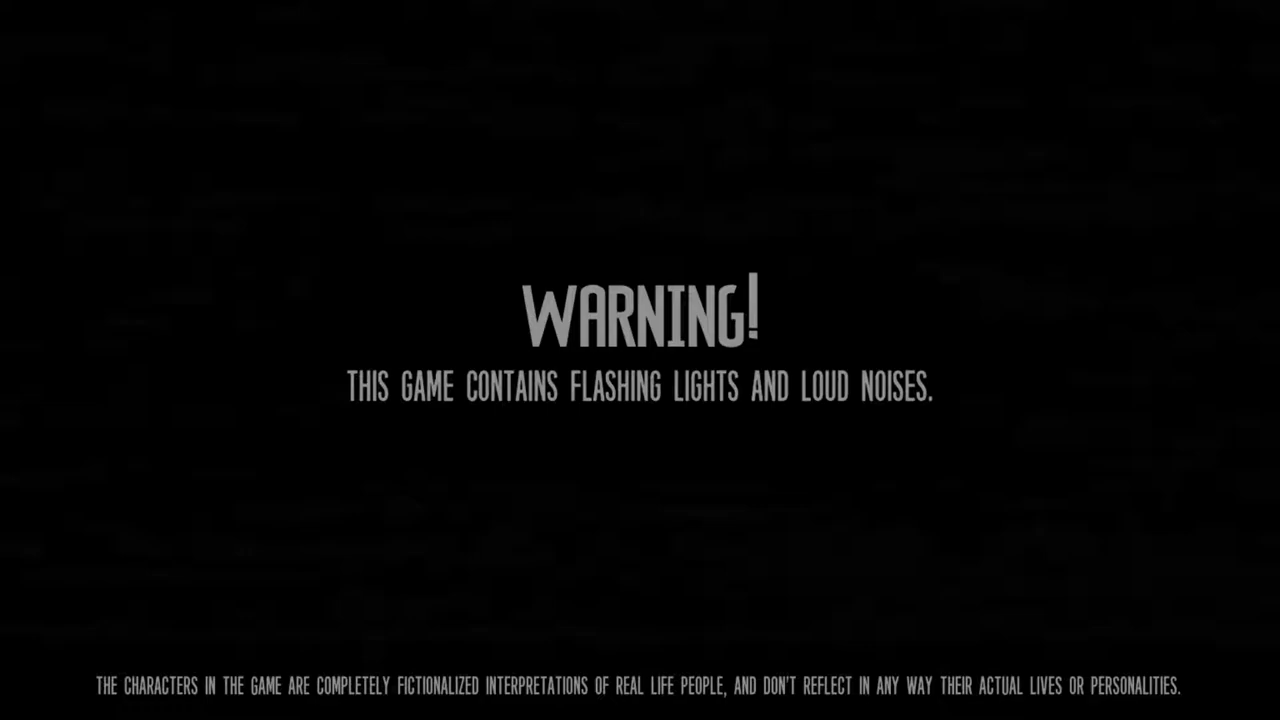 WARNING!
THIS GAME CONTAINS FLASHING LIGHTS AND LOUD NOISES.
THE CHARACTERS IN THE GAME ARE COMPLETELY FICTIONALIZED INTERPRETATIONS OF REAL LIFE PEOPLE, AND DON'T REFLECT IN ANY WAY THEIR ACTUAL LIVES OR PERSONALITIES.